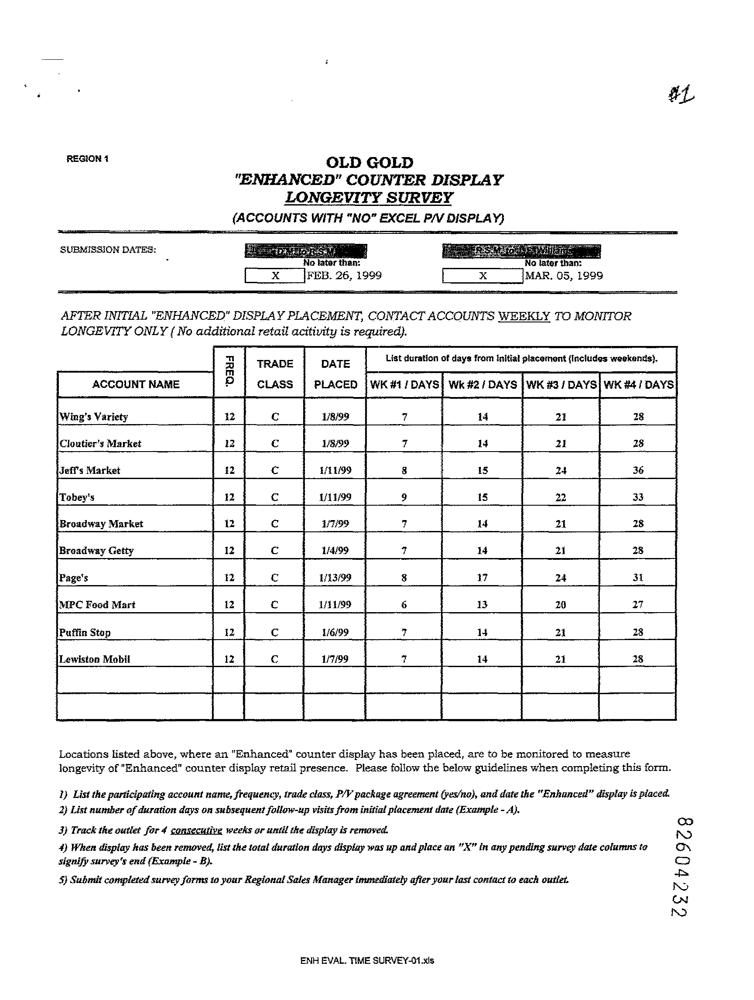 #1
REGION 1
OLD GOLD
"ENHANCED" COUNTER DISPLAY
LONGEVITY SURVEY
(ACCOUNTS WITH "NO" EXCEL P/V DISPLAY)
SUBMISSION DATES:
No later than: No later than:
X FEB. 26, 1999 X MAR. 05, 1999
AFTER INITIAL "ENHANCED" DISPLAY PLACEMENT, CONTACT ACCOUNTS WEEKLY TO MONITOR
LONGEVITY ONLY ( No additional retail acitivity is required).
FREQ. TRADE DATE List duration of days from initial placement (includes weekends).
ACCOUNT NAME CLASS PLACED WK #1 / DAYS Wk #2 / DAYS WK #3 / DAYS WK #4 / DAYS
Wing's Variety 12 C 1/8/99 7 14 21 28
Cloutier's Market 12 C 1/8/99 7 14 21 28
Jeff's Market 12 C 1/11/99 8 15 24 36
Tobey's 12 C 1/11/99 9 15 22 33
Broadway Market 12 C 1/7/99 7 14 21 28
Broadway Getty 12 C 1/4/99 7 14 21 28
Page's 12 C 1/13/99 8 17 24 31
MPC Food Mart 12 C 1/11/99 6 13 20 27
Puffin Stop 12 C 1/6/99 7 14 21 28
Lewiston Mobil 12 C 1/7/99 7 14 21 28
Locations listed above, where an "Enhanced" counter display has been placed, are to be monitored to measure
longevity of "Enhanced" counter display retail presence. Please follow the below guidelines when completing this form.
1) List the participating account name, frequency, trade class, P/V package agreement (yes/no), and date the "Enhanced" display is placed.
2) List number of duration days on subsequent follow-up visits from initial placement date (Example - A).
3) Track the outlet for 4 consecutive weeks or until the display is removed.
4) When display has been removed, list the total duration days display was up and place an "X" in any pending survey date columns to
signify survey's end (Example - B).
5) Submit completed survey forms to your Regional Sales Manager immediately after your last contact to each outlet.
82604232
ENH EVAL. TIME SURVEY-01.xls